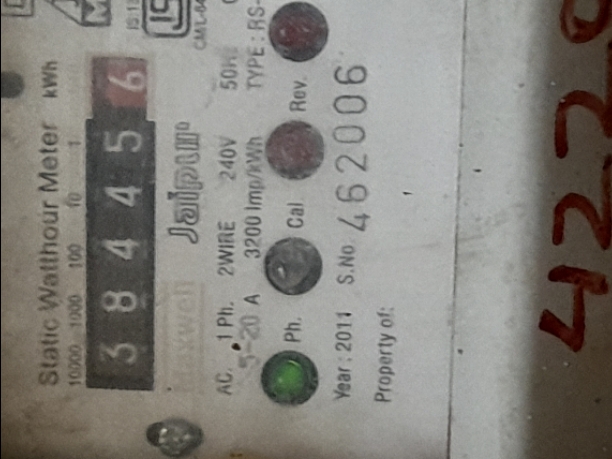 Static Watthour Meter kWh
10000 1000 100 10 1
3 8 4 4 5 6
Jaipur
AC. 1 Ph. 2WIRE 240V 50Hz
5-20 A 3200 Imp/kWh TYPE : RS-
Ph. Cal Rev.
Year : 2011 S.No. 462006
Property of:
422